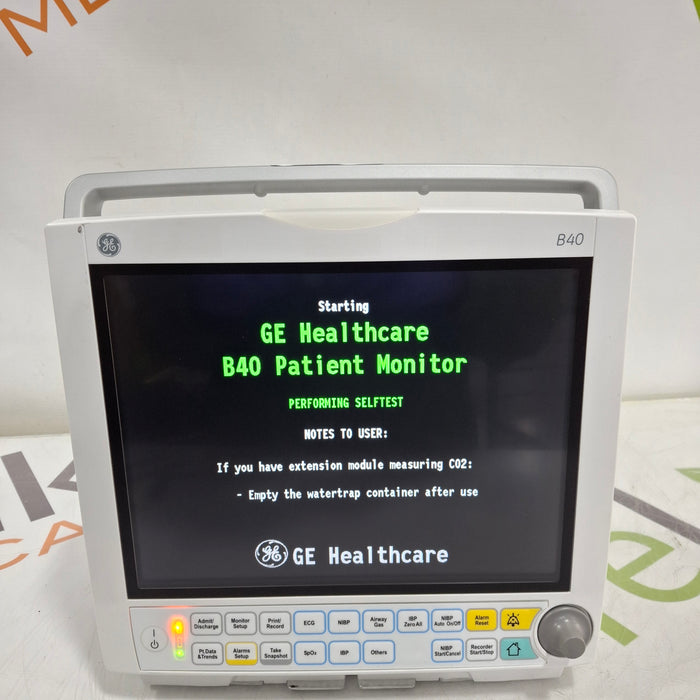 GE
B40
Starting
GE Healthcare
B40 Patient Monitor
PERFORMING SELFTEST
NOTES TO USER:
If you have extension module measuring CO2:
- Empty the watertrap container after use
GE GE Healthcare
Admit/ Discharge
Monitor Setup
Print/ Record
ECG
NIBP
Airway Gas
IBP Zero All
NIBP Auto On/Off
Alarm Reset
Pt.Data &Trends
Alarms Setup
Take Snapshot
SpO₂
IBP
Others
NIBP Start/Cancel
Recorder Start/Stop